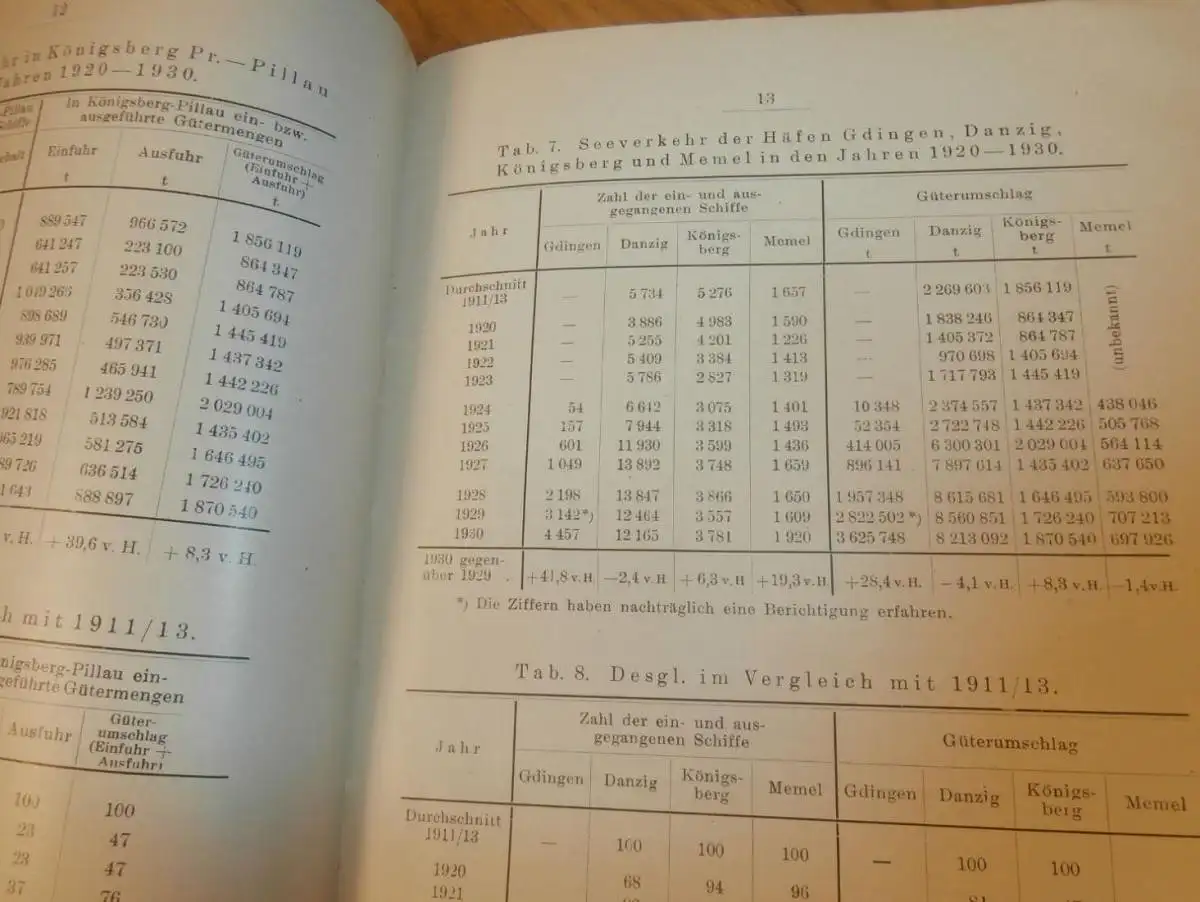 12
hr in Königsberg Pr.—Pillau
ahren 1920—1930.
-Pillau In Königsberg-Pillau ein- bzw.
Schiffe ausgeführte Gütermengen
Einfuhr Ausfuhr Güterumschlag
(Einfuhr +
Ausfuhr)
t t t
889 547 966 572 1 856 119
641 247 223 100 864 347
641 257 223 530 864 787
1 049 266 356 428 1 405 694
898 689 546 730 1 445 419
939 971 497 371 1 437 342
976 285 465 941 1 442 226
789 754 1 239 250 2 029 004
921 818 513 584 1 435 402
065 219 581 275 1 646 495
89 726 636 514 1 726 240
1 643 888 897 1 870 540
v. H. + 39,6 v. H. + 8,3 v. H.
ch mit 1911/13.
nigsberg-Pillau ein-
geführte Gütermengen
Ausfuhr Güter-
umschlag
(Einfuhr +
Ausfuhr)
100 100
23 47
23 47
37 76
13
Tab. 7. Seeverkehr der Häfen Gdingen, Danzig,
Königsberg und Memel in den Jahren 1920—1930.
Jahr Zahl der ein- und aus-
gegangenen Schiffe Güterumschlag
Gdingen Danzig Königs-
berg Memel Gdingen Danzig Königs-
berg Memel
t t t t
Durchschnitt
1911/13 — 5 734 5 276 1 657 — 2 269 603 1 856 119 (unbekannt)
1920 — 3 886 4 983 1 590 — 1 838 246 864 347
1921 — 5 255 4 201 1 226 — 1 405 372 864 787
1922 — 5 409 3 384 1 413 — 970 698 1 405 694
1923 — 5 786 2 827 1 319 — 1 717 793 1 445 419
1924 54 6 642 3 075 1 401 10 348 2 374 557 1 437 342 438 046
1925 157 7 944 3 318 1 493 52 354 2 722 748 1 442 226 505 768
1926 601 11 930 3 599 1 436 414 005 6 300 301 2 029 004 564 114
1927 1 049 13 892 3 748 1 659 896 141 7 897 614 1 435 402 637 650
1928 2 198 13 847 3 866 1 650 1 957 348 8 615 681 1 646 495 593 800
1929 3 142*) 12 464 3 557 1 609 2 822 502*) 8 560 851 1 726 240 707 213
1930 4 457 12 165 3 781 1 920 3 625 748 8 213 092 1 870 540 697 926
1930 gegen-
über 1929 . +41,8 v.H. —2,4 v.H. +6,3 v.H +19,3 v.H. +28,4 v.H. —4,1 v.H. +8,3 v.H. —1,4 v.H.
*) Die Ziffern haben nachträglich eine Berichtigung erfahren.
Tab. 8. Desgl. im Vergleich mit 1911/13.
Jahr Zahl der ein- und aus-
gegangenen Schiffe Güterumschlag
Gdingen Danzig Königs-
berg Memel Gdingen Danzig Königs-
berg Memel
Durchschnitt
1911/13 — 100 100 100 — 100 100
1920 68 94 96
1921